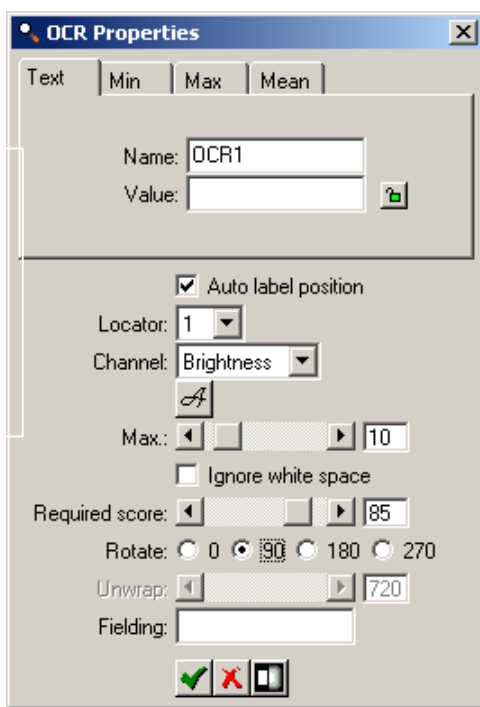 OCR Properties
Text Min Max Mean
Name: OCR1
Value:
Auto label position
Locator: 1
Channel: Brightness
A
Max.: 10
Ignore white space
Required score: 85
Rotate: 0 90 180 270
Unwrap: 720
Fielding: